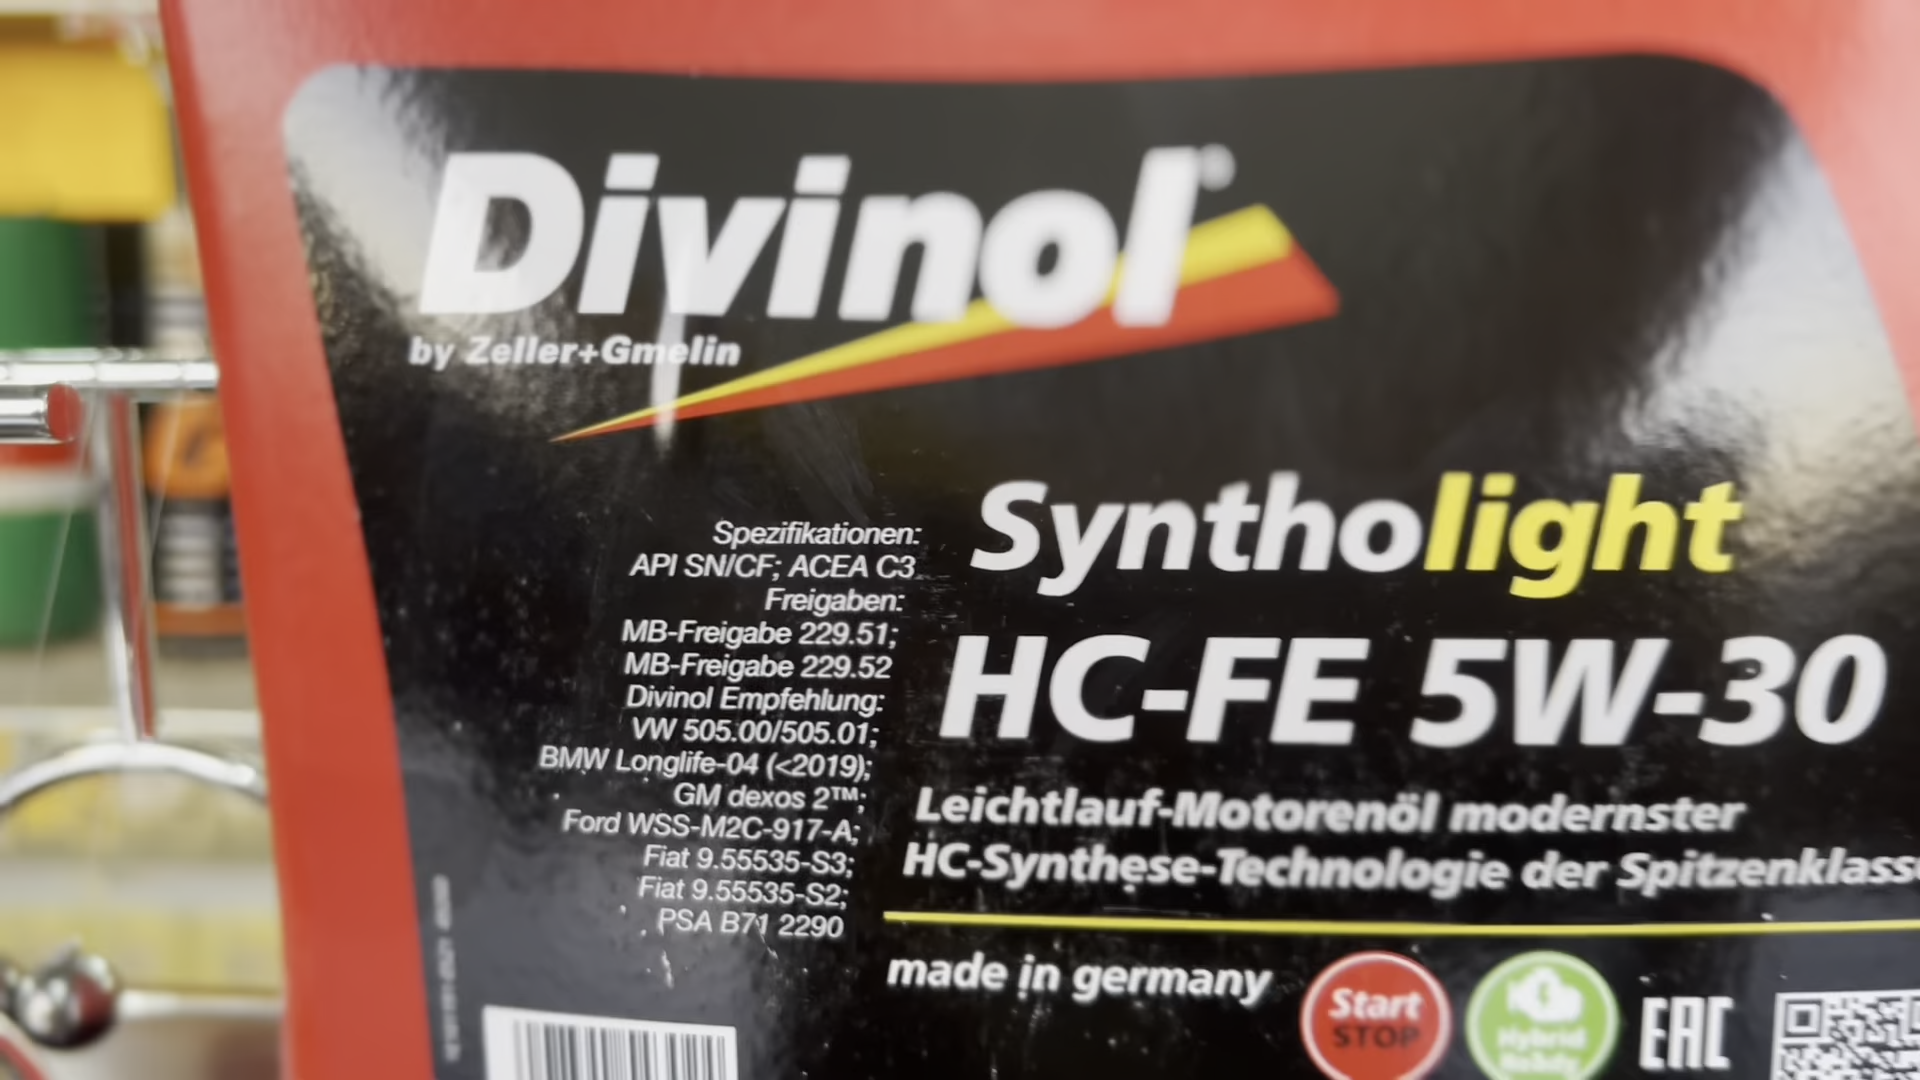 Divinol
by Zeller+Gmelin
Spezifikationen:
API SN/CF; ACEA C3
Freigaben:
MB-Freigabe 229.51;
MB-Freigabe 229.52
Divinol Empfehlung:
VW 505.00/505.01;
BMW Longlife-04 (<2019);
GM dexos 2™;
Ford WSS-M2C-917-A;
Fiat 9.55535-S3;
Fiat 9.55535-S2;
PSA B71 2290
Syntholight
HC-FE 5W-30
Leichtlauf-Motorenöl modernster
HC-Synthese-Technologie der Spitzenklasse
made in germany
Start
STOP
Hybrid
Ready
EAC